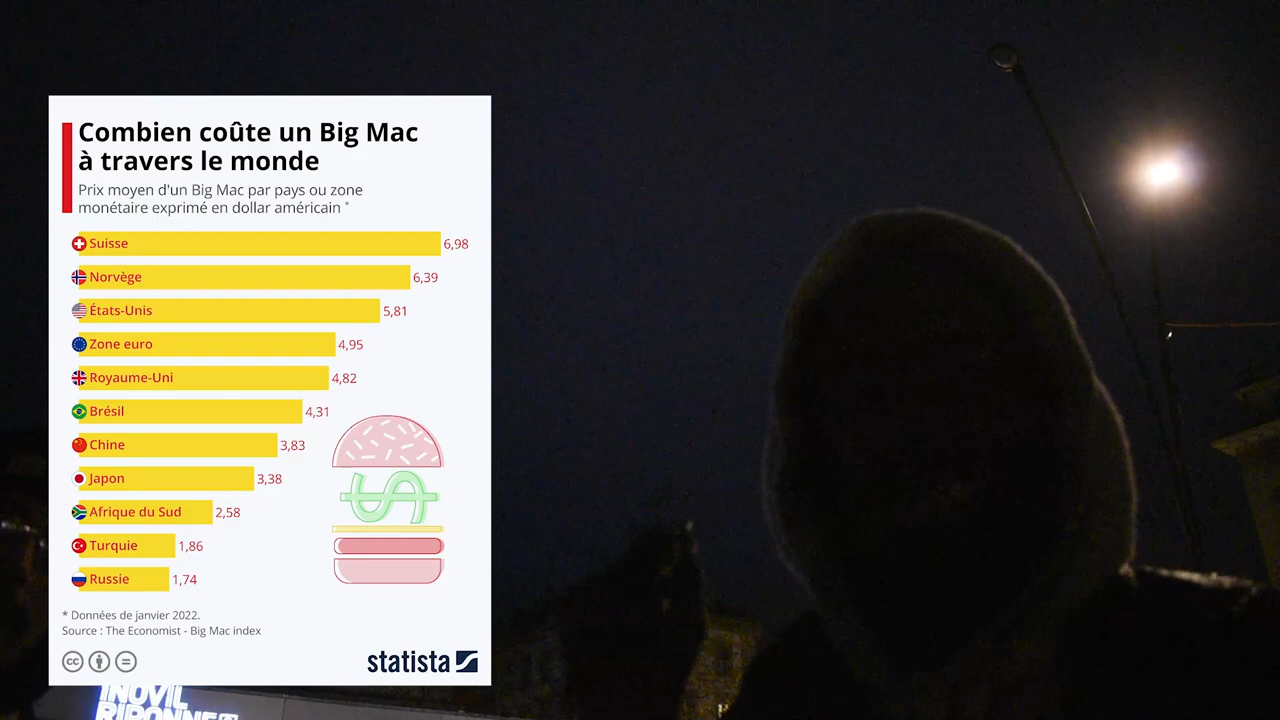 Combien coûte un Big Mac
à travers le monde
Prix moyen d'un Big Mac par pays ou zone
monétaire exprimé en dollar américain *
Suisse 6,98
Norvège 6,39
États-Unis 5,81
Zone euro 4,95
Royaume-Uni 4,82
Brésil 4,31
Chine 3,83
Japon 3,38
Afrique du Sud 2,58
Turquie 1,86
Russie 1,74
* Données de janvier 2022.
Source : The Economist - Big Mac index
cc
statista
INOVIL
RIPONNE